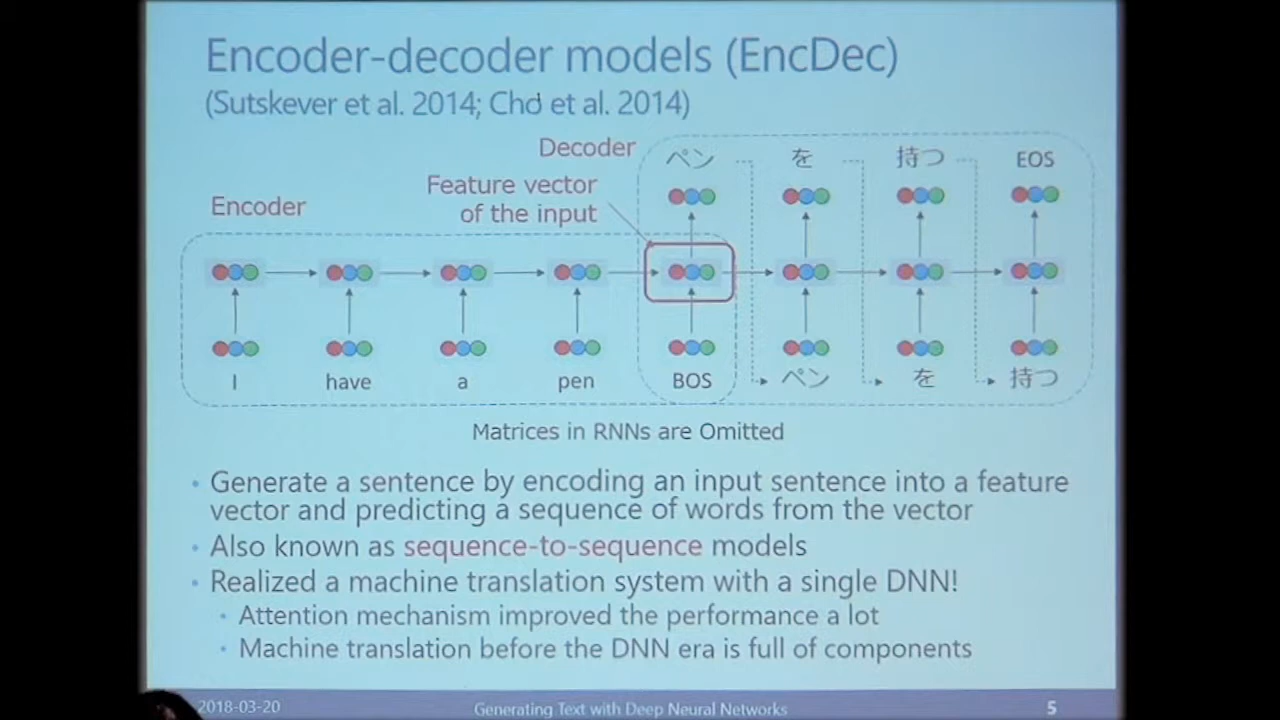 Encoder-decoder models (EncDec)
(Sutskever et al. 2014; Cho et al. 2014)
Decoder
ペン
を
持つ
EOS
Feature vector
of the input
Encoder
I
have
a
pen
BOS
ペン
を
持つ
Matrices in RNNs are Omitted
• Generate a sentence by encoding an input sentence into a feature
vector and predicting a sequence of words from the vector
• Also known as sequence-to-sequence models
• Realized a machine translation system with a single DNN!
• Attention mechanism improved the performance a lot
• Machine translation before the DNN era is full of components
2018-03-20
Generating Text with Deep Neural Networks
5